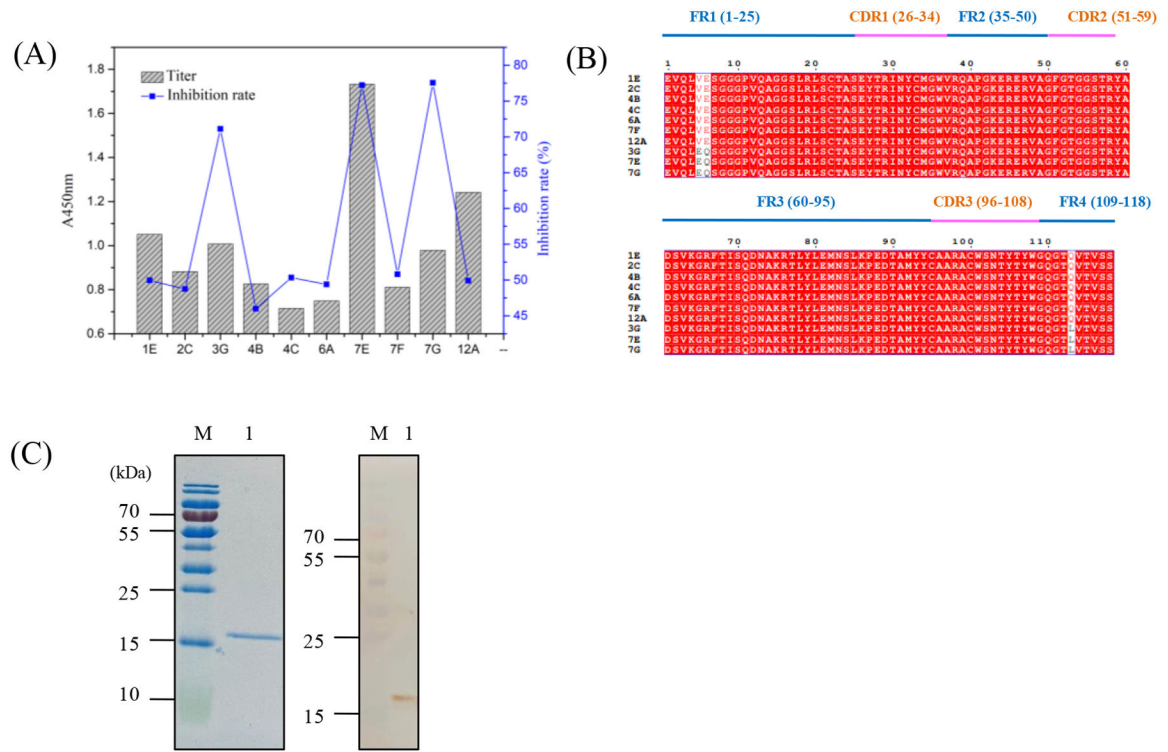 (A)
Titer
Inhibition rate
1.8
1.6
1.4
1.2
1.0
0.8
0.6
A450nm
80
75
70
65
60
55
50
45
Inhibition rate (%)
1E 2C 3G 4B 4C 6A 7E 7F 7G 12A --
(B)
FR1 (1-25) CDR1 (26-34) FR2 (35-50) CDR2 (51-59)
1 10 20 30 40 50 60
1E EVQLVESGGGPVQAGGSLRLSCTASEYTRINYCMGWVRQAPGKERERVAGFGTGGSTRYA
2C EVQLVESGGGPVQAGGSLRLSCTASEYTRINYCMGWVRQAPGKERERVAGFGTGGSTRYA
4B EVQLVESGGGPVQAGGSLRLSCTASEYTRINYCMGWVRQAPGKERERVAGFGTGGSTRYA
4C EVQLVESGGGPVQAGGSLRLSCTASEYTRINYCMGWVRQAPGKERERVAGFGTGGSTRYA
6A EVQLVESGGGPVQAGGSLRLSCTASEYTRINYCMGWVRQAPGKERERVAGFGTGGSTRYA
7F EVQLVESGGGPVQAGGSLRLSCTASEYTRINYCMGWVRQAPGKERERVAGFGTGGSTRYA
12A EVQLVESGGGPVQAGGSLRLSCTASEYTRINYCMGWVRQAPGKERERVAGFGTGGSTRYA
3G EVQLEQSGGGPVQAGGSLRLSCTASEYTRINYCMGWVRQAPGKERERVAGFGTGGSTRYA
7E EVQLEQSGGGPVQAGGSLRLSCTASEYTRINYCMGWVRQAPGKERERVAGFGTGGSTRYA
7G EVQLEQSGGGPVQAGGSLRLSCTASEYTRINYCMGWVRQAPGKERERVAGFGTGGSTRYA
FR3 (60-95) CDR3 (96-108) FR4 (109-118)
70 80 90 100 110
1E DSVKGRFTISQDNAKRTLYLEMNSLKPEDTAMYYCAARACWSNTYTYWGQGTQVTVSS
2C DSVKGRFTISQDNAKRTLYLEMNSLKPEDTAMYYCAARACWSNTYTYWGQGTQVTVSS
4B DSVKGRFTISQDNAKRTLYLEMNSLKPEDTAMYYCAARACWSNTYTYWGQGTQVTVSS
4C DSVKGRFTISQDNAKRTLYLEMNSLKPEDTAMYYCAARACWSNTYTYWGQGTQVTVSS
6A DSVKGRFTISQDNAKRTLYLEMNSLKPEDTAMYYCAARACWSNTYTYWGQGTQVTVSS
7F DSVKGRFTISQDNAKRTLYLEMNSLKPEDTAMYYCAARACWSNTYTYWGQGTQVTVSS
12A DSVKGRFTISQDNAKRTLYLEMNSLKPEDTAMYYCAARACWSNTYTYWGQGTQVTVSS
3G DSVKGRFTISQDNAKRTLYLEMNSLKPEDTAMYYCAARACWSNTYTYWGQGTLVTVSS
7E DSVKGRFTISQDNAKRTLYLEMNSLKPEDTAMYYCAARACWSNTYTYWGQGTLVTVSS
7G DSVKGRFTISQDNAKRTLYLEMNSLKPEDTAMYYCAARACWSNTYTYWGQGTLVTVSS
(C)
M 1
(kDa)
70
55
25
15
10
M 1
70
55
25
15